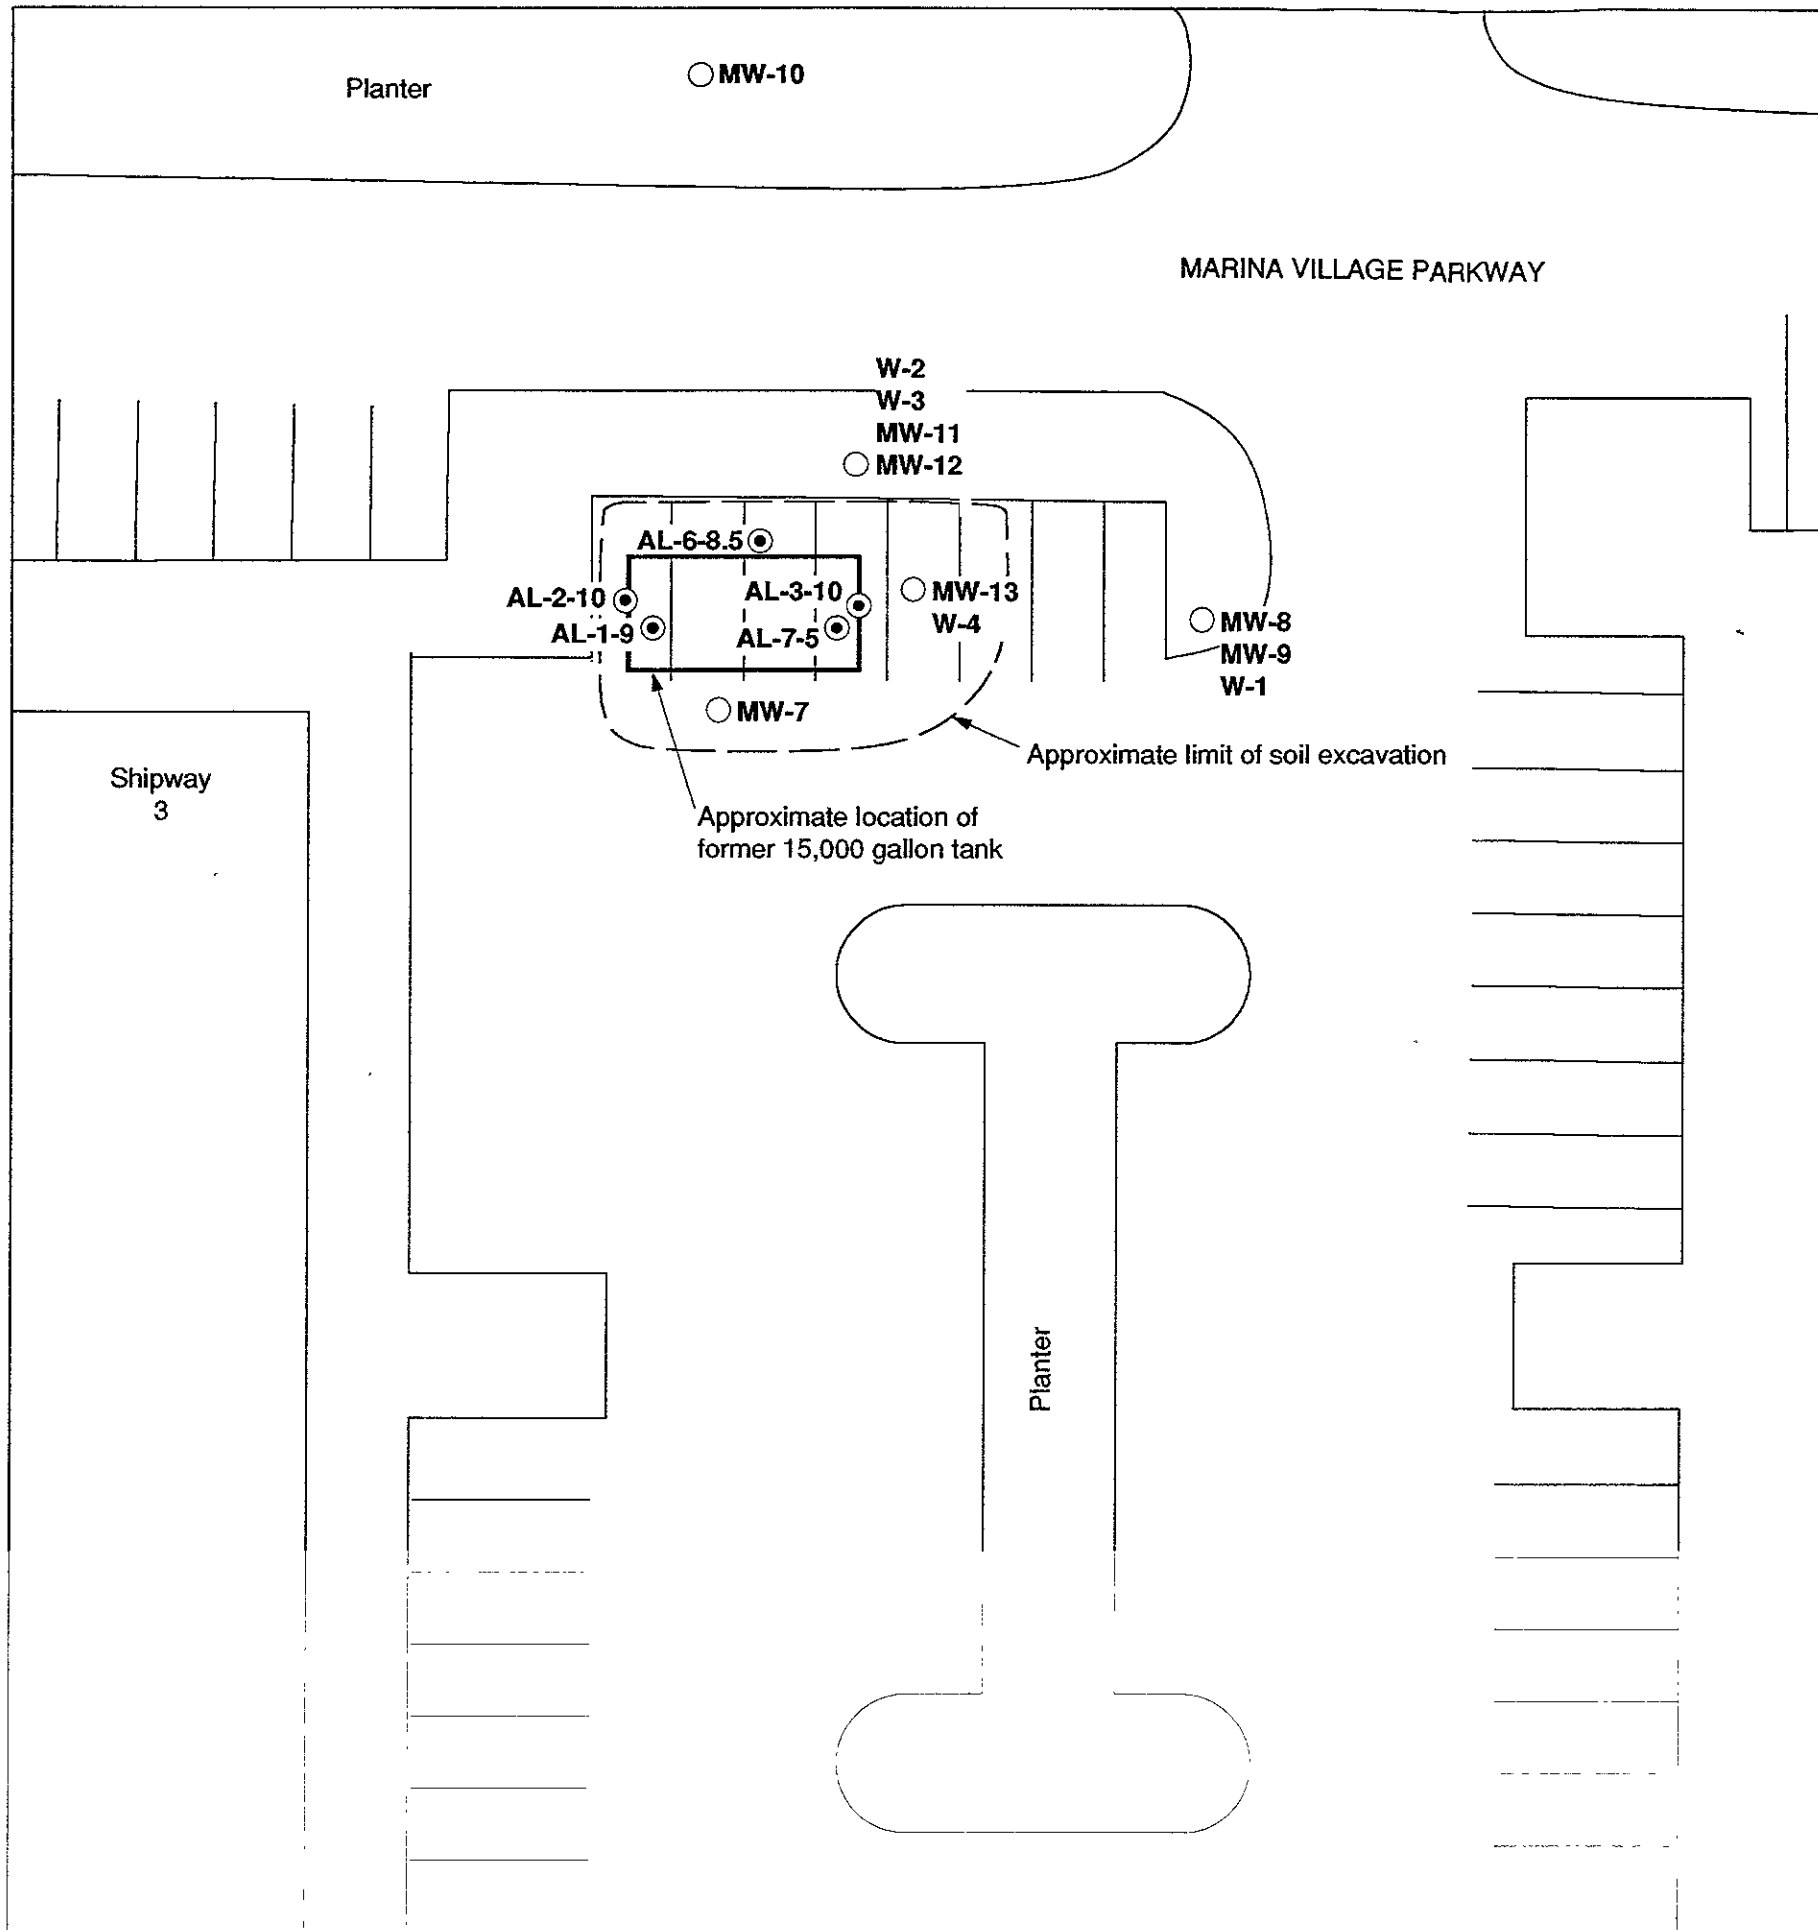 MW-10
Planter
MARINA VILLAGE PARKWAY
W-2
W-3
MW-11
MW-12
AL-6-8.5
AL-2-10
AL-3-10
MW-13
W-4
AL-1-9
AL-7-5
MW-8
MW-9
W-1
MW-7
Approximate limit of soil excavation
Shipway
3
Approximate location of
former 15,000 gallon tank
Planter